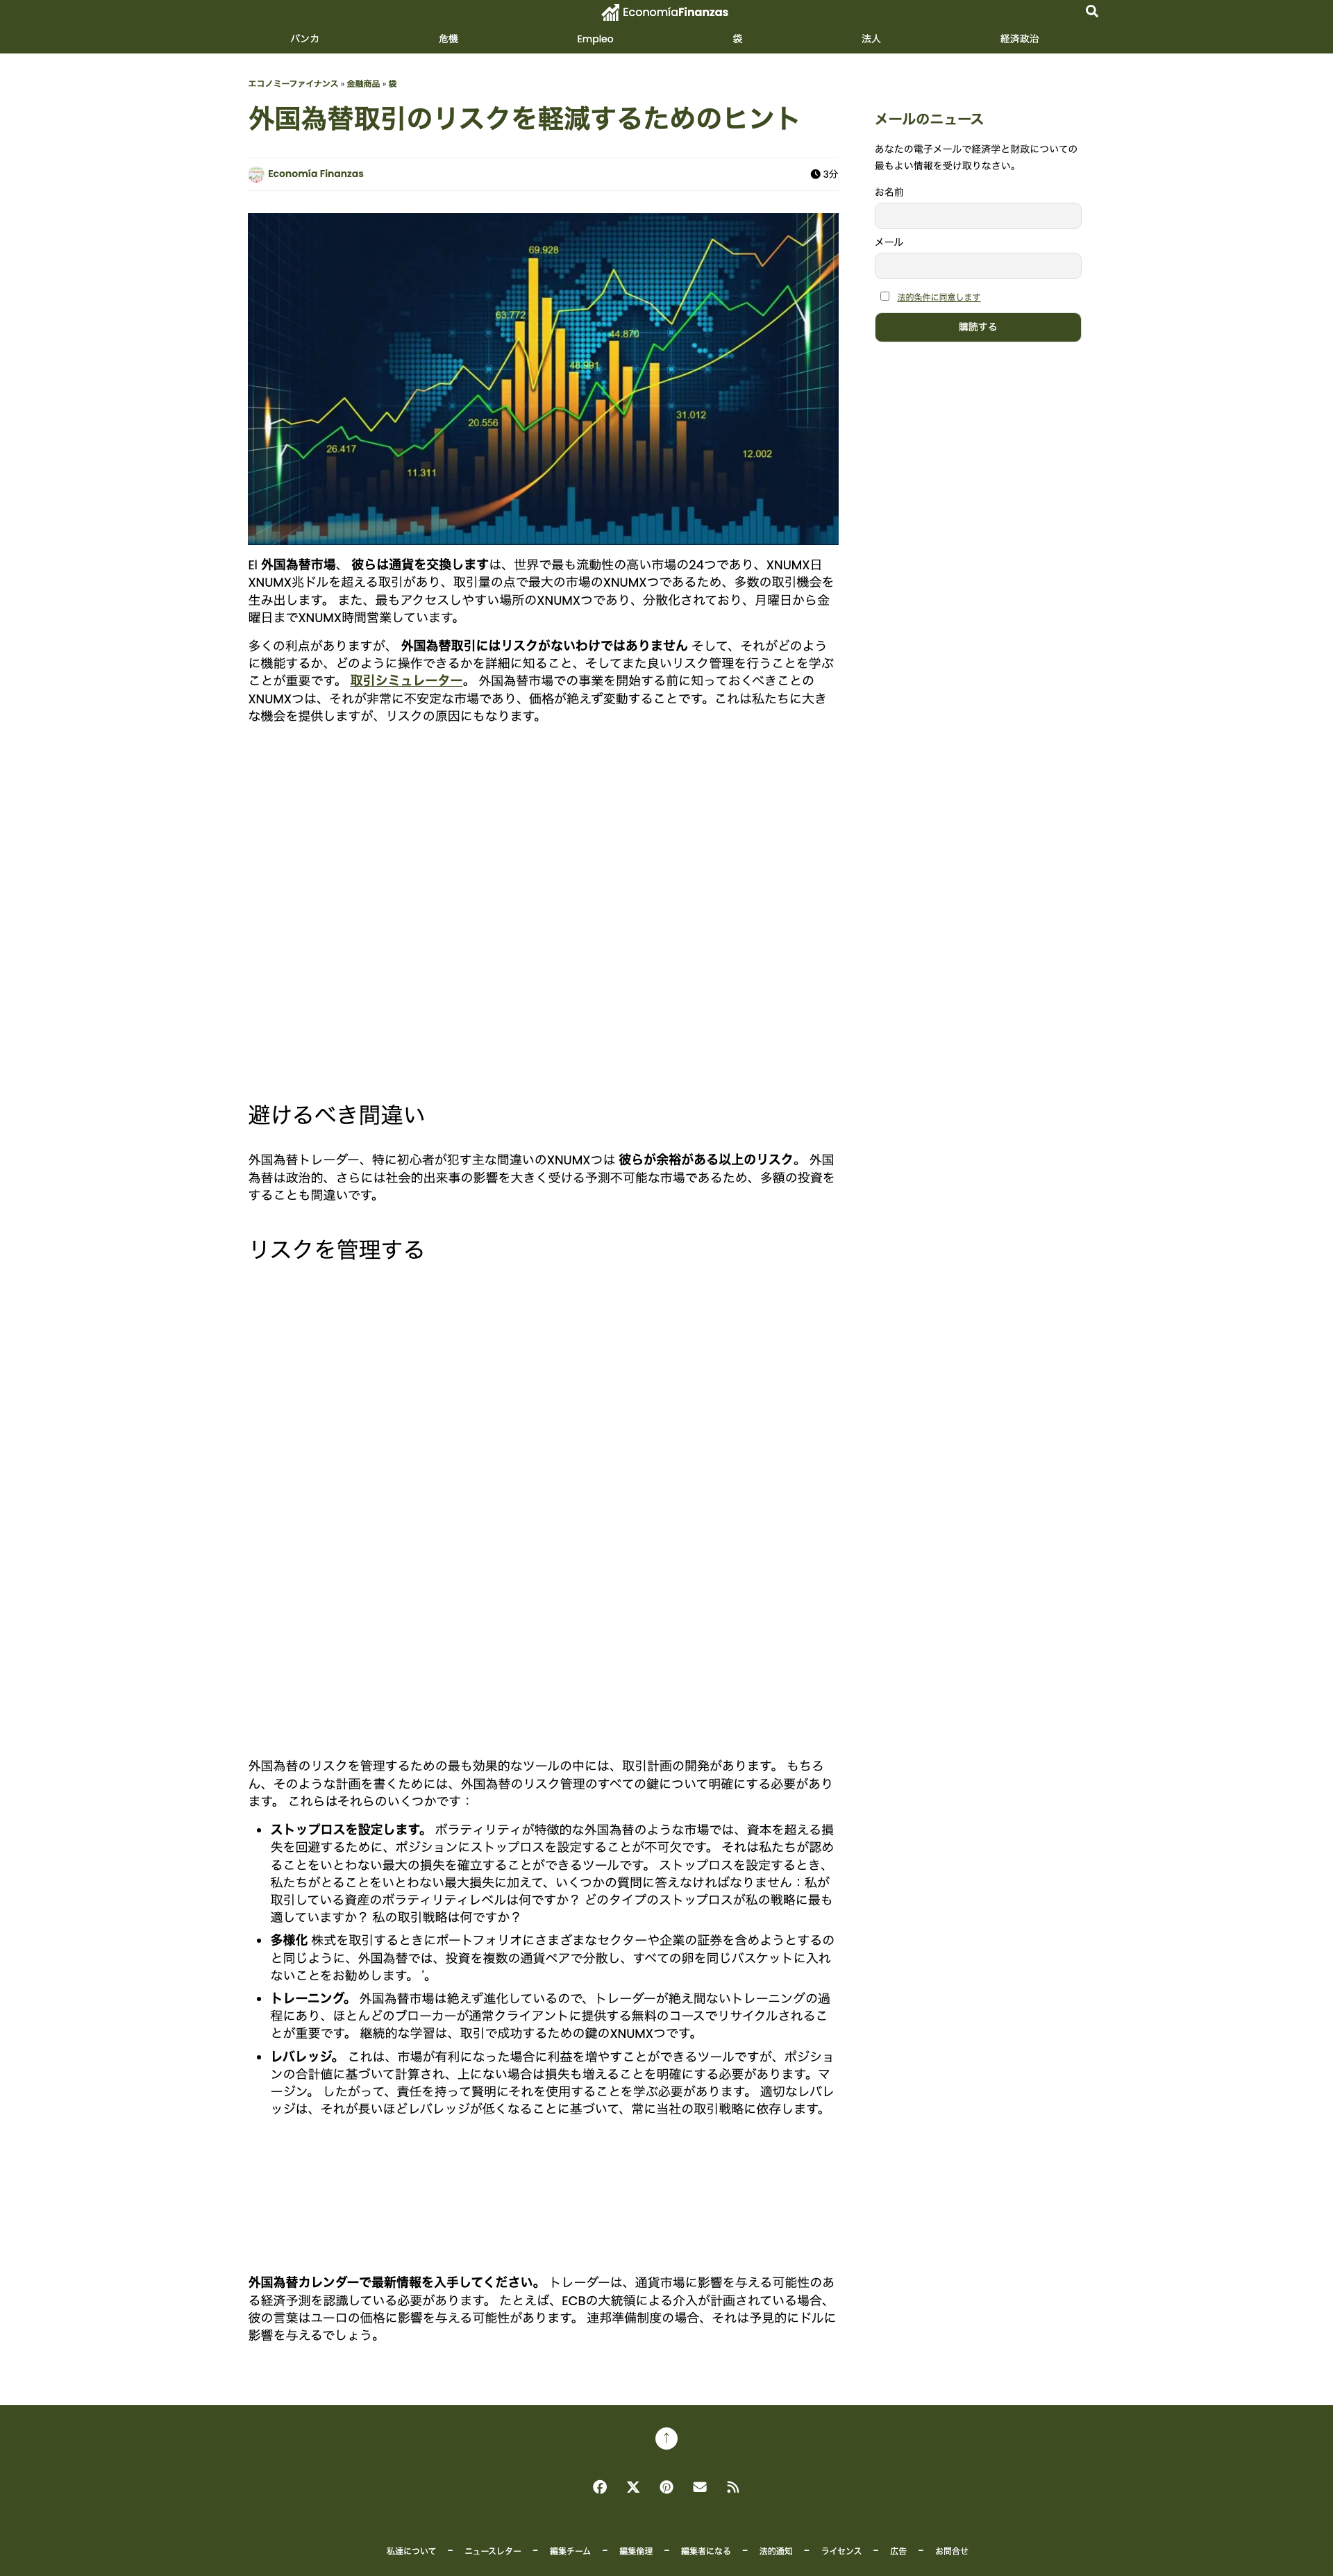 EconomíaFinanzas
バンカ 危機 Empleo 袋 法人 経済政治
エコノミーファイナンス » 金融商品 » 袋
外国為替取引のリスクを軽減するためのヒント
Economía Finanzas 3分
69.928
63.772
44.870
48.991
31.012
20.556
26.417
12.002
11.311
El 外国為替市場、 彼らは通貨を交換しますは、世界で最も流動性の高い市場の24つであり、XNUMX日
XNUMX兆ドルを超える取引があり、取引量の点で最大の市場のXNUMXつであるため、多数の取引機会を
生み出します。 また、最もアクセスしやすい場所のXNUMXつであり、分散化されており、月曜日から金
曜日までXNUMX時間営業しています。
多くの利点がありますが、 外国為替取引にはリスクがないわけではありません そして、それがどのよう
に機能するか、どのように操作できるかを詳細に知ること、そしてまた良いリスク管理を行うことを学ぶ
ことが重要です。 取引シミュレーター。 外国為替市場での事業を開始する前に知っておくべきことの
XNUMXつは、それが非常に不安定な市場であり、価格が絶えず変動することです。これは私たちに大き
な機会を提供しますが、リスクの原因にもなります。
避けるべき間違い
外国為替トレーダー、特に初心者が犯す主な間違いのXNUMXつは 彼らが余裕がある以上のリスク。 外国
為替は政治的、さらには社会的出来事の影響を大きく受ける予測不可能な市場であるため、多額の投資を
することも間違いです。
リスクを管理する
外国為替のリスクを管理するための最も効果的なツールの中には、取引計画の開発があります。 もちろ
ん、そのような計画を書くためには、外国為替のリスク管理のすべての鍵について明確にする必要があり
ます。 これらはそれらのいくつかです：
• ストップロスを設定します。 ボラティリティが特徴的な外国為替のような市場では、資本を超える損
失を回避するために、ポジションにストップロスを設定することが不可欠です。 それは私たちが認め
ることをいとわない最大の損失を確立することができるツールです。 ストップロスを設定するとき、
私たちがとることをいとわない最大損失に加えて、いくつかの質問に答えなければなりません：私が
取引している資産のボラティリティレベルは何ですか？ どのタイプのストップロスが私の戦略に最も
適していますか？ 私の取引戦略は何ですか？
• 多様化 株式を取引するときにポートフォリオにさまざまなセクターや企業の証券を含めようとするの
と同じように、外国為替では、投資を複数の通貨ペアで分散し、すべての卵を同じバスケットに入れ
ないことをお勧めします。 '。
• トレーニング。 外国為替市場は絶えず進化しているので、トレーダーが絶え間ないトレーニングの過
程にあり、ほとんどのブローカーが通常クライアントに提供する無料のコースでリサイクルされるこ
とが重要です。 継続的な学習は、取引で成功するための鍵のXNUMXつです。
• レバレッジ。 これは、市場が有利になった場合に利益を増やすことができるツールですが、ポジショ
ンの合計値に基づいて計算され、上にない場合は損失も増えることを明確にする必要があります。マ
ージン。 したがって、責任を持って賢明にそれを使用することを学ぶ必要があります。 適切なレバレ
ッジは、それが長いほどレバレッジが低くなることに基づいて、常に当社の取引戦略に依存します。
外国為替カレンダーで最新情報を入手してください。 トレーダーは、通貨市場に影響を与える可能性のあ
る経済予測を認識している必要があります。 たとえば、ECBの大統領による介入が計画されている場合、
彼の言葉はユーロの価格に影響を与える可能性があります。 連邦準備制度の場合、それは予見的にドルに
影響を与えるでしょう。
メールのニュース
あなたの電子メールで経済学と財政についての
最もよい情報を受け取りなさい。
お名前
メール
法的条件に同意します
購読する
私達について - ニュースレター - 編集チーム - 編集倫理 - 編集者になる - 法的通知 - ライセンス - 広告 - お問合せ